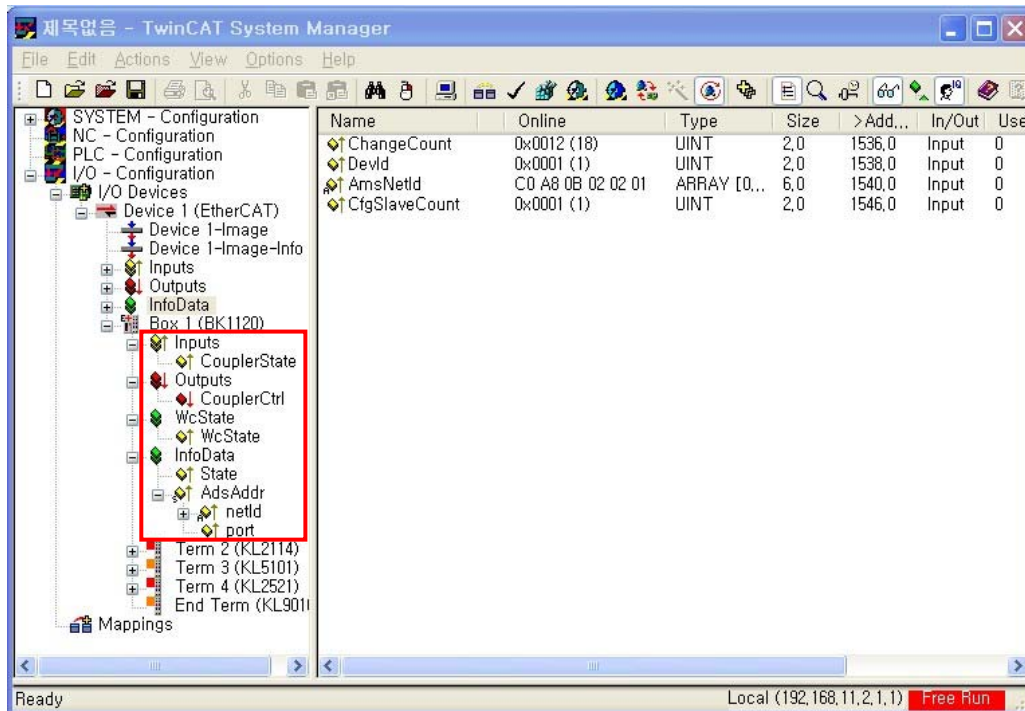 제목없음 - TwinCAT System Manager
File Edit Actions View Options Help
SYSTEM - Configuration
NC - Configuration
PLC - Configuration
I/O - Configuration
I/O Devices
Device 1 (EtherCAT)
Device 1-Image
Device 1-Image-Info
Inputs
Outputs
InfoData
Box 1 (BK1120)
Inputs
CouplerState
Outputs
CouplerCtrl
WcState
WcState
InfoData
State
AdsAddr
netId
port
Term 2 (KL2114)
Term 3 (KL5101)
Term 4 (KL2521)
End Term (KL901
Mappings
Name Online Type Size >Add... In/Out Use
ChangeCount 0x0012 (18) UINT 2,0 1536,0 Input 0
DevId 0x0001 (1) UINT 2,0 1538,0 Input 0
AmsNetId C0 A8 0B 02 02 01 ARRAY [0... 6,0 1540,0 Input 0
CfgSlaveCount 0x0001 (1) UINT 2,0 1546,0 Input 0
Ready Local (192,168,11,2,1,1) Free Run